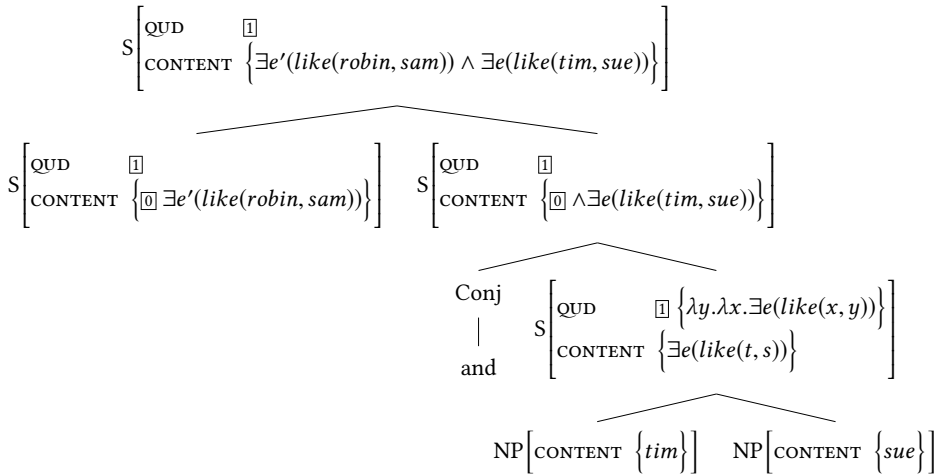 S[QUD 1
CONTENT {∃e′(like(robin, sam)) ∧ ∃e(like(tim, sue))}]
S[QUD 1
CONTENT {0 ∃e′(like(robin, sam))}]
S[QUD 1
CONTENT {0 ∧∃e(like(tim, sue))}]
Conj
and
S[QUD 1 {λy.λx.∃e(like(x, y))}
CONTENT {∃e(like(t, s))}]
NP[CONTENT {tim}] NP[CONTENT {sue}]